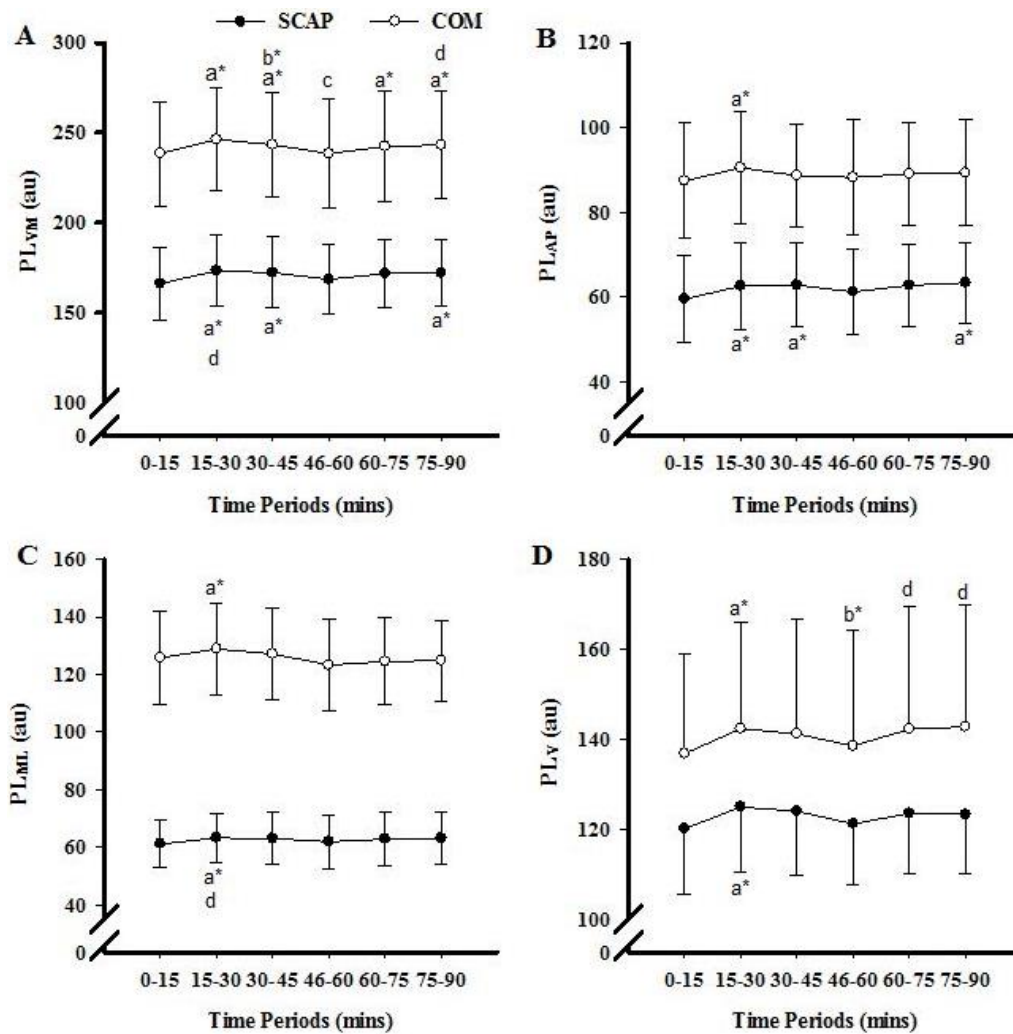 SCAP COM
A
300
250
200
150
100
0
PLVM (au)
a* b* c a* d
a* a*
a* a* a*
d
0-15 15-30 30-45 46-60 60-75 75-90
Time Periods (mins)
B
120
100
80
60
40
0
PLAP (au)
a*
a* a* a*
0-15 15-30 30-45 46-60 60-75 75-90
Time Periods (mins)
C
160
140
120
100
80
60
40
0
PLML (au)
a*
a*
d
0-15 15-30 30-45 46-60 60-75 75-90
Time Periods (mins)
D
180
160
140
120
100
0
PLV (au)
a* b* d d
a*
0-15 15-30 30-45 46-60 60-75 75-90
Time Periods (mins)